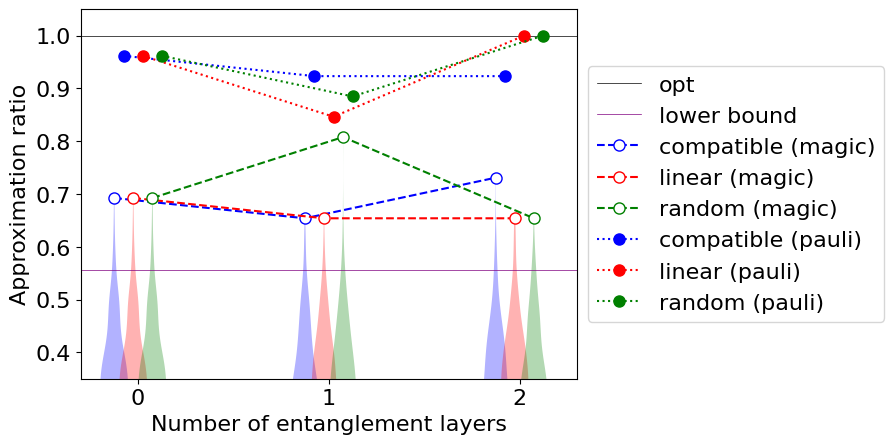 Approximation ratio
1.0
0.9
0.8
0.7
0.6
0.5
0.4
0
1
2
Number of entanglement layers
opt
lower bound
compatible (magic)
linear (magic)
random (magic)
compatible (pauli)
linear (pauli)
random (pauli)